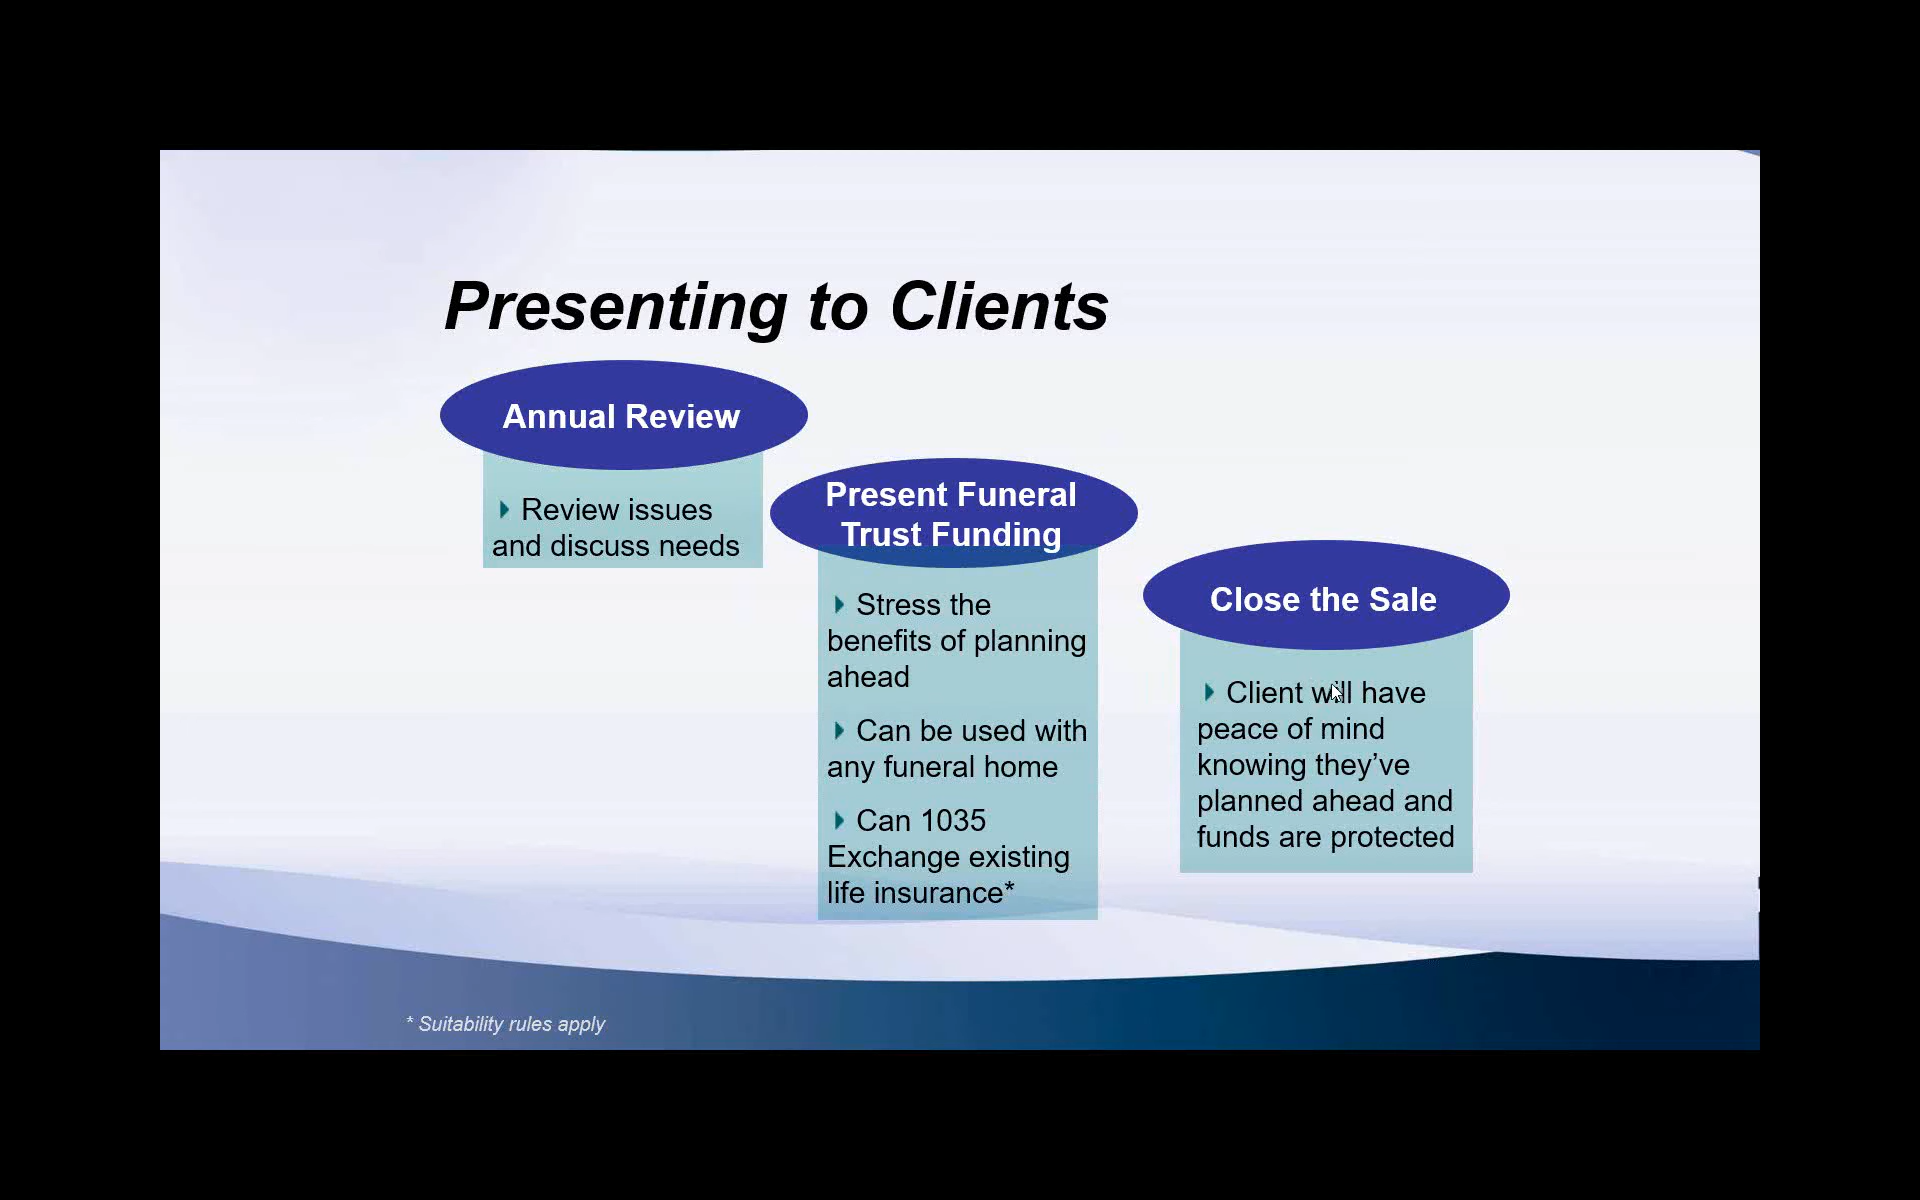 Presenting to Clients
Annual Review
Review issues
and discuss needs
Present Funeral
Trust Funding
Stress the
benefits of planning
ahead
Can be used with
any funeral home
Can 1035
Exchange existing
life insurance*
Close the Sale
Client will have
peace of mind
knowing they’ve
planned ahead and
funds are protected
* Suitability rules apply